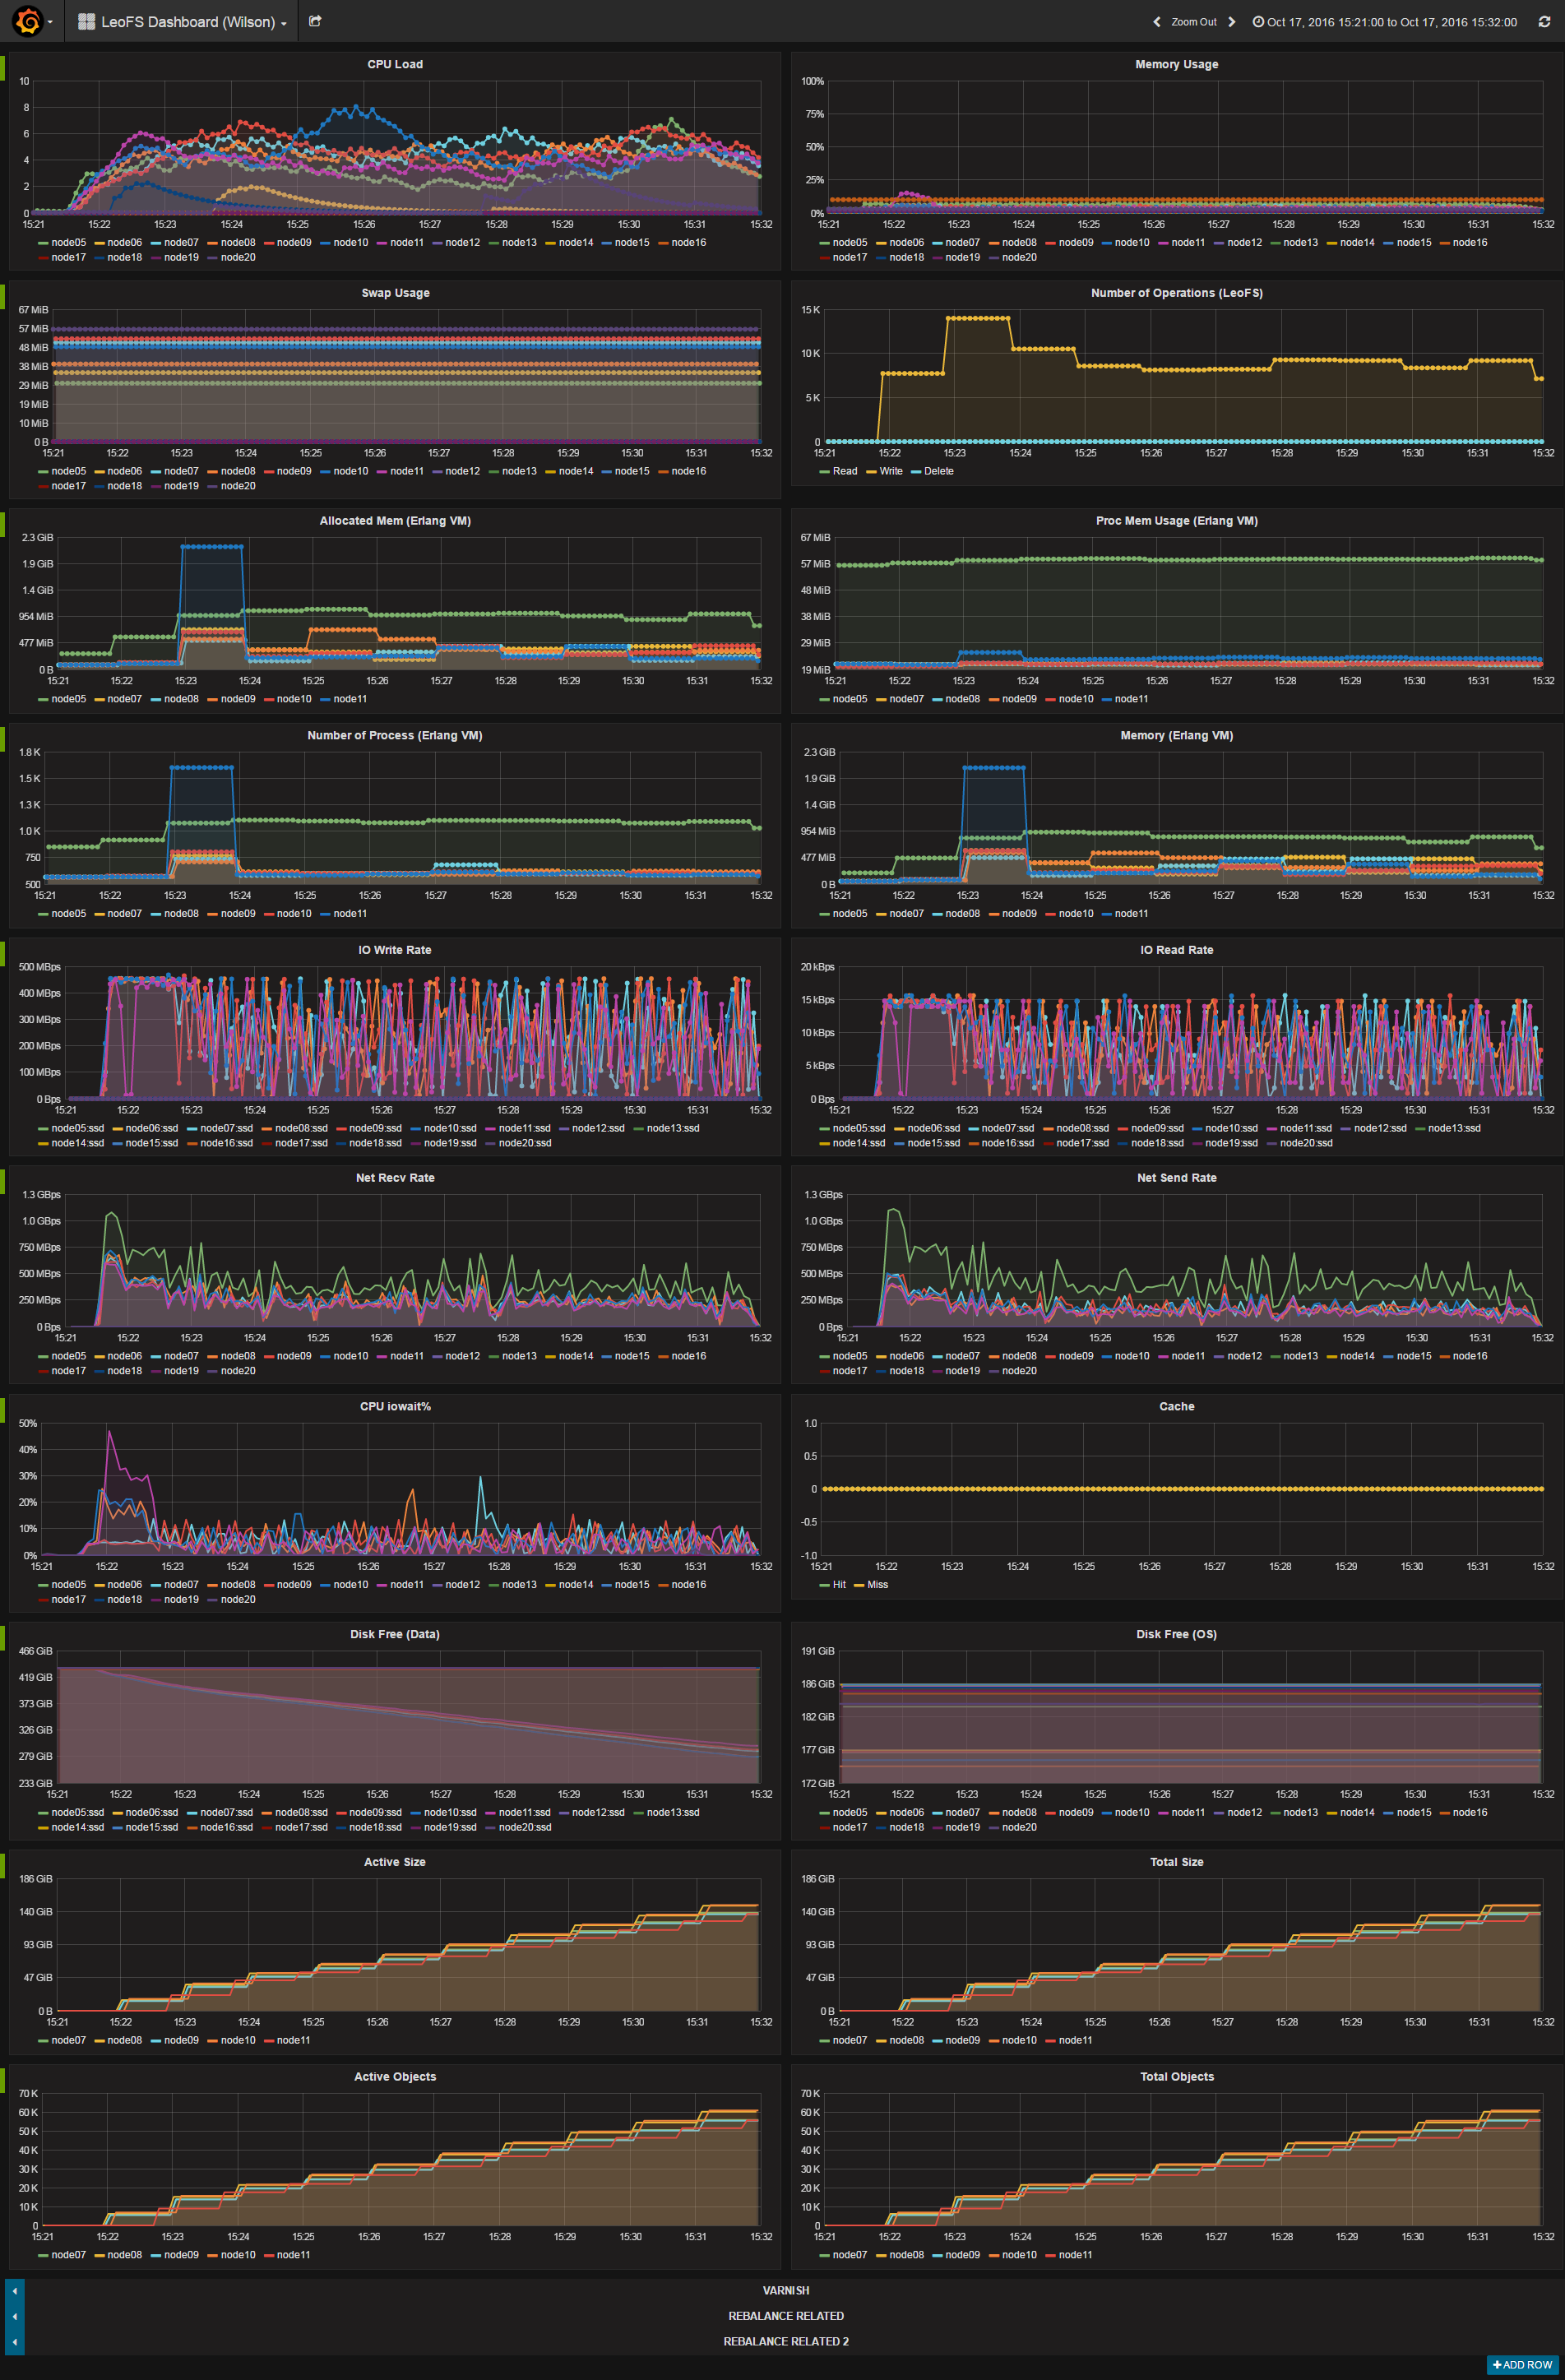 LeoFS Dashboard (Wilson)
Zoom Out
Oct 17, 2016 15:21:00 to Oct 17, 2016 15:32:00
CPU Load
10
8
6
4
2
0
15:21 15:22 15:23 15:24 15:25 15:26 15:27 15:28 15:29 15:30 15:31 15:32
node05 node06 node07 node08 node09 node10 node11 node12 node13 node14 node15 node16
node17 node18 node19 node20
Memory Usage
100%
75%
50%
25%
0%
15:21 15:22 15:23 15:24 15:25 15:26 15:27 15:28 15:29 15:30 15:31 15:32
node05 node06 node07 node08 node09 node10 node11 node12 node13 node14 node15 node16
node17 node18 node19 node20
Swap Usage
67 MiB
57 MiB
48 MiB
38 MiB
29 MiB
19 MiB
10 MiB
0 B
15:21 15:22 15:23 15:24 15:25 15:26 15:27 15:28 15:29 15:30 15:31 15:32
node05 node06 node07 node08 node09 node10 node11 node12 node13 node14 node15 node16
node17 node18 node19 node20
Number of Operations (LeoFS)
15 K
10 K
5 K
0
15:21 15:22 15:23 15:24 15:25 15:26 15:27 15:28 15:29 15:30 15:31 15:32
Read Write Delete
Allocated Mem (Erlang VM)
2.3 GiB
1.9 GiB
1.4 GiB
954 MiB
477 MiB
0 B
15:21 15:22 15:23 15:24 15:25 15:26 15:27 15:28 15:29 15:30 15:31 15:32
node05 node07 node08 node09 node10 node11
Proc Mem Usage (Erlang VM)
67 MiB
57 MiB
48 MiB
38 MiB
29 MiB
19 MiB
15:21 15:22 15:23 15:24 15:25 15:26 15:27 15:28 15:29 15:30 15:31 15:32
node05 node07 node08 node09 node10 node11
Number of Process (Erlang VM)
1.8 K
1.5 K
1.3 K
1.0 K
750
500
15:21 15:22 15:23 15:24 15:25 15:26 15:27 15:28 15:29 15:30 15:31 15:32
node05 node07 node08 node09 node10 node11
Memory (Erlang VM)
2.3 GiB
1.9 GiB
1.4 GiB
954 MiB
477 MiB
0 B
15:21 15:22 15:23 15:24 15:25 15:26 15:27 15:28 15:29 15:30 15:31 15:32
node05 node07 node08 node09 node10 node11
IO Write Rate
500 MBps
400 MBps
300 MBps
200 MBps
100 MBps
0 Bps
15:21 15:22 15:23 15:24 15:25 15:26 15:27 15:28 15:29 15:30 15:31 15:32
node05:ssd node06:ssd node07:ssd node08:ssd node09:ssd node10:ssd node11:ssd node12:ssd node13:ssd
node14:ssd node15:ssd node16:ssd node17:ssd node18:ssd node19:ssd node20:ssd
IO Read Rate
20 kBps
15 kBps
10 kBps
5 kBps
0 Bps
15:21 15:22 15:23 15:24 15:25 15:26 15:27 15:28 15:29 15:30 15:31 15:32
node05:ssd node06:ssd node07:ssd node08:ssd node09:ssd node10:ssd node11:ssd node12:ssd node13:ssd
node14:ssd node15:ssd node16:ssd node17:ssd node18:ssd node19:ssd node20:ssd
Net Recv Rate
1.3 GBps
1.0 GBps
750 MBps
500 MBps
250 MBps
0 Bps
15:21 15:22 15:23 15:24 15:25 15:26 15:27 15:28 15:29 15:30 15:31 15:32
node05 node06 node07 node08 node09 node10 node11 node12 node13 node14 node15 node16
node17 node18 node19 node20
Net Send Rate
1.3 GBps
1.0 GBps
750 MBps
500 MBps
250 MBps
0 Bps
15:21 15:22 15:23 15:24 15:25 15:26 15:27 15:28 15:29 15:30 15:31 15:32
node05 node06 node07 node08 node09 node10 node11 node12 node13 node14 node15 node16
node17 node18 node19 node20
CPU iowait%
50%
40%
30%
20%
10%
0%
15:21 15:22 15:23 15:24 15:25 15:26 15:27 15:28 15:29 15:30 15:31 15:32
node05 node06 node07 node08 node09 node10 node11 node12 node13 node14 node15 node16
node17 node18 node19 node20
Cache
1.0
0.5
0
-0.5
-1.0
15:21 15:22 15:23 15:24 15:25 15:26 15:27 15:28 15:29 15:30 15:31 15:32
Hit Miss
Disk Free (Data)
466 GiB
419 GiB
373 GiB
326 GiB
279 GiB
233 GiB
15:21 15:22 15:23 15:24 15:25 15:26 15:27 15:28 15:29 15:30 15:31 15:32
node05:ssd node06:ssd node07:ssd node08:ssd node09:ssd node10:ssd node11:ssd node12:ssd node13:ssd
node14:ssd node15:ssd node16:ssd node17:ssd node18:ssd node19:ssd node20:ssd
Disk Free (OS)
191 GiB
186 GiB
182 GiB
177 GiB
172 GiB
15:21 15:22 15:23 15:24 15:25 15:26 15:27 15:28 15:29 15:30 15:31 15:32
node05 node06 node07 node08 node09 node10 node11 node12 node13 node14 node15 node16
node17 node18 node19 node20
Active Size
186 GiB
140 GiB
93 GiB
47 GiB
0 B
15:21 15:22 15:23 15:24 15:25 15:26 15:27 15:28 15:29 15:30 15:31 15:32
node07 node08 node09 node10 node11
Total Size
186 GiB
140 GiB
93 GiB
47 GiB
0 B
15:21 15:22 15:23 15:24 15:25 15:26 15:27 15:28 15:29 15:30 15:31 15:32
node07 node08 node09 node10 node11
Active Objects
70 K
60 K
50 K
40 K
30 K
20 K
10 K
0
15:21 15:22 15:23 15:24 15:25 15:26 15:27 15:28 15:29 15:30 15:31 15:32
node07 node08 node09 node10 node11
Total Objects
70 K
60 K
50 K
40 K
30 K
20 K
10 K
0
15:21 15:22 15:23 15:24 15:25 15:26 15:27 15:28 15:29 15:30 15:31 15:32
node07 node08 node09 node10 node11
VARNISH
REBALANCE RELATED
REBALANCE RELATED 2
ADD ROW